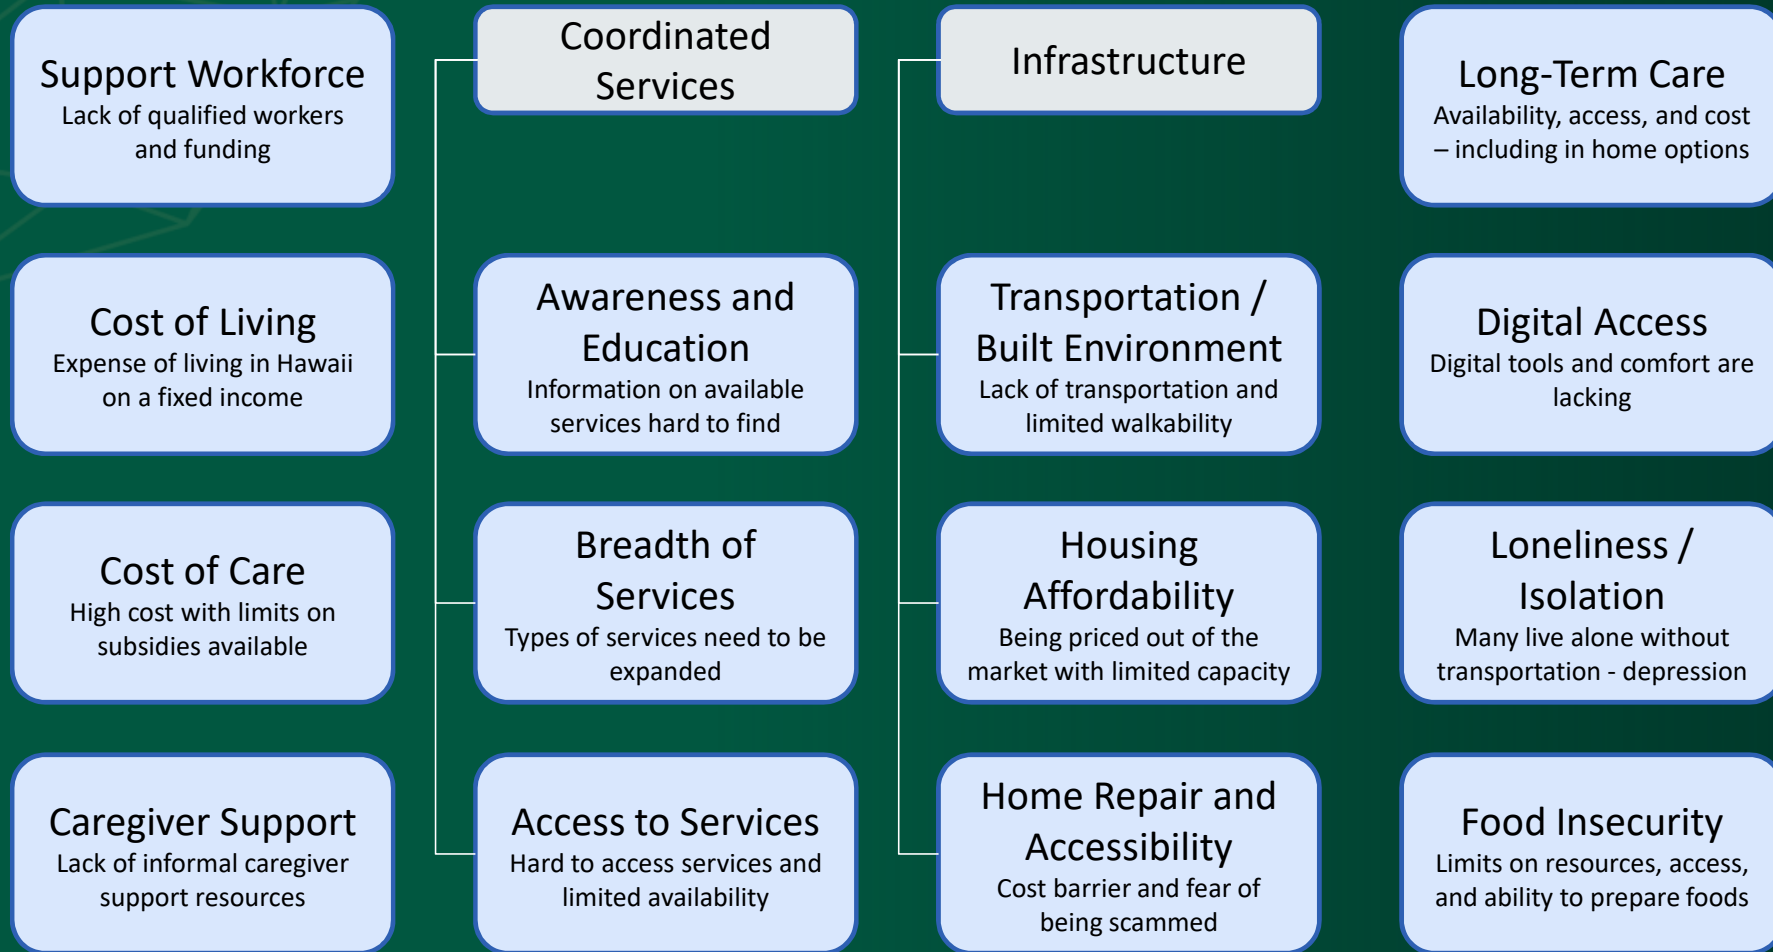 Support Workforce
Lack of qualified workers
and funding
Cost of Living
Expense of living in Hawaii
on a fixed income
Cost of Care
High cost with limits on
subsidies available
Caregiver Support
Lack of informal caregiver
support resources
Coordinated
Services
Awareness and
Education
Information on available
services hard to find
Breadth of
Services
Types of services need to be
expanded
Access to Services
Hard to access services and
limited availability
Infrastructure
Transportation /
Built Environment
Lack of transportation and
limited walkability
Housing
Affordability
Being priced out of the
market with limited capacity
Home Repair and
Accessibility
Cost barrier and fear of
being scammed
Long-Term Care
Availability, access, and cost
– including in home options
Digital Access
Digital tools and comfort are
lacking
Loneliness /
Isolation
Many live alone without
transportation - depression
Food Insecurity
Limits on resources, access,
and ability to prepare foods